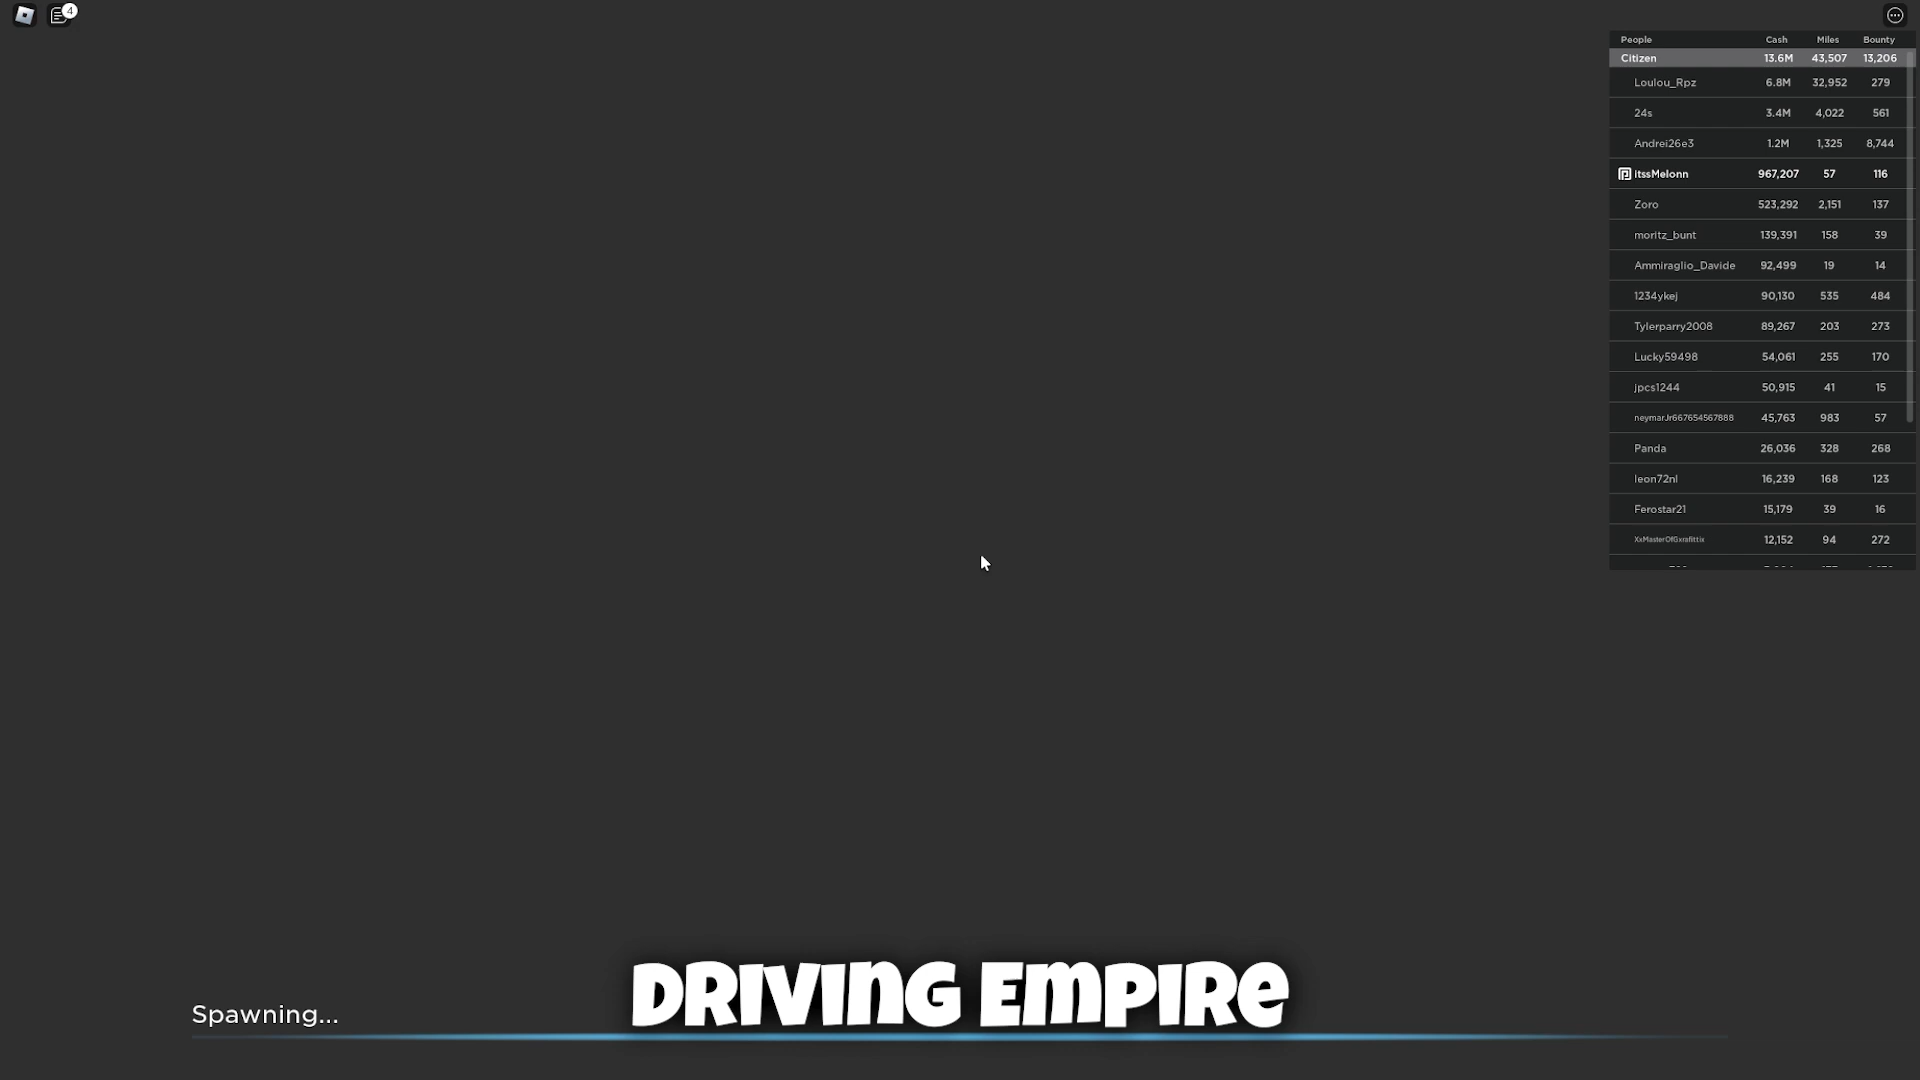 4
People Cash Miles Bounty
Citizen 13.6M 43,507 13,206
Loulou_Rpz 6.8M 32,952 279
24s 3.4M 4,022 561
Andrei26e3 1.2M 1,325 8,744
ItssMelonn 967,207 57 116
Zoro 523,292 2,151 137
moritz_bunt 139,391 158 39
Ammiraglio_Davide 92,499 19 14
1234ykej 90,130 535 484
Tylerparry2008 89,267 203 273
Lucky59498 54,061 255 170
jpcs1244 50,915 41 15
neymarJr667654567888 45,763 983 57
Panda 26,036 328 268
leon72nl 16,239 168 123
Ferostar21 15,179 39 16
12,152 94 272
Spawning...
DRIVING EMPIRE